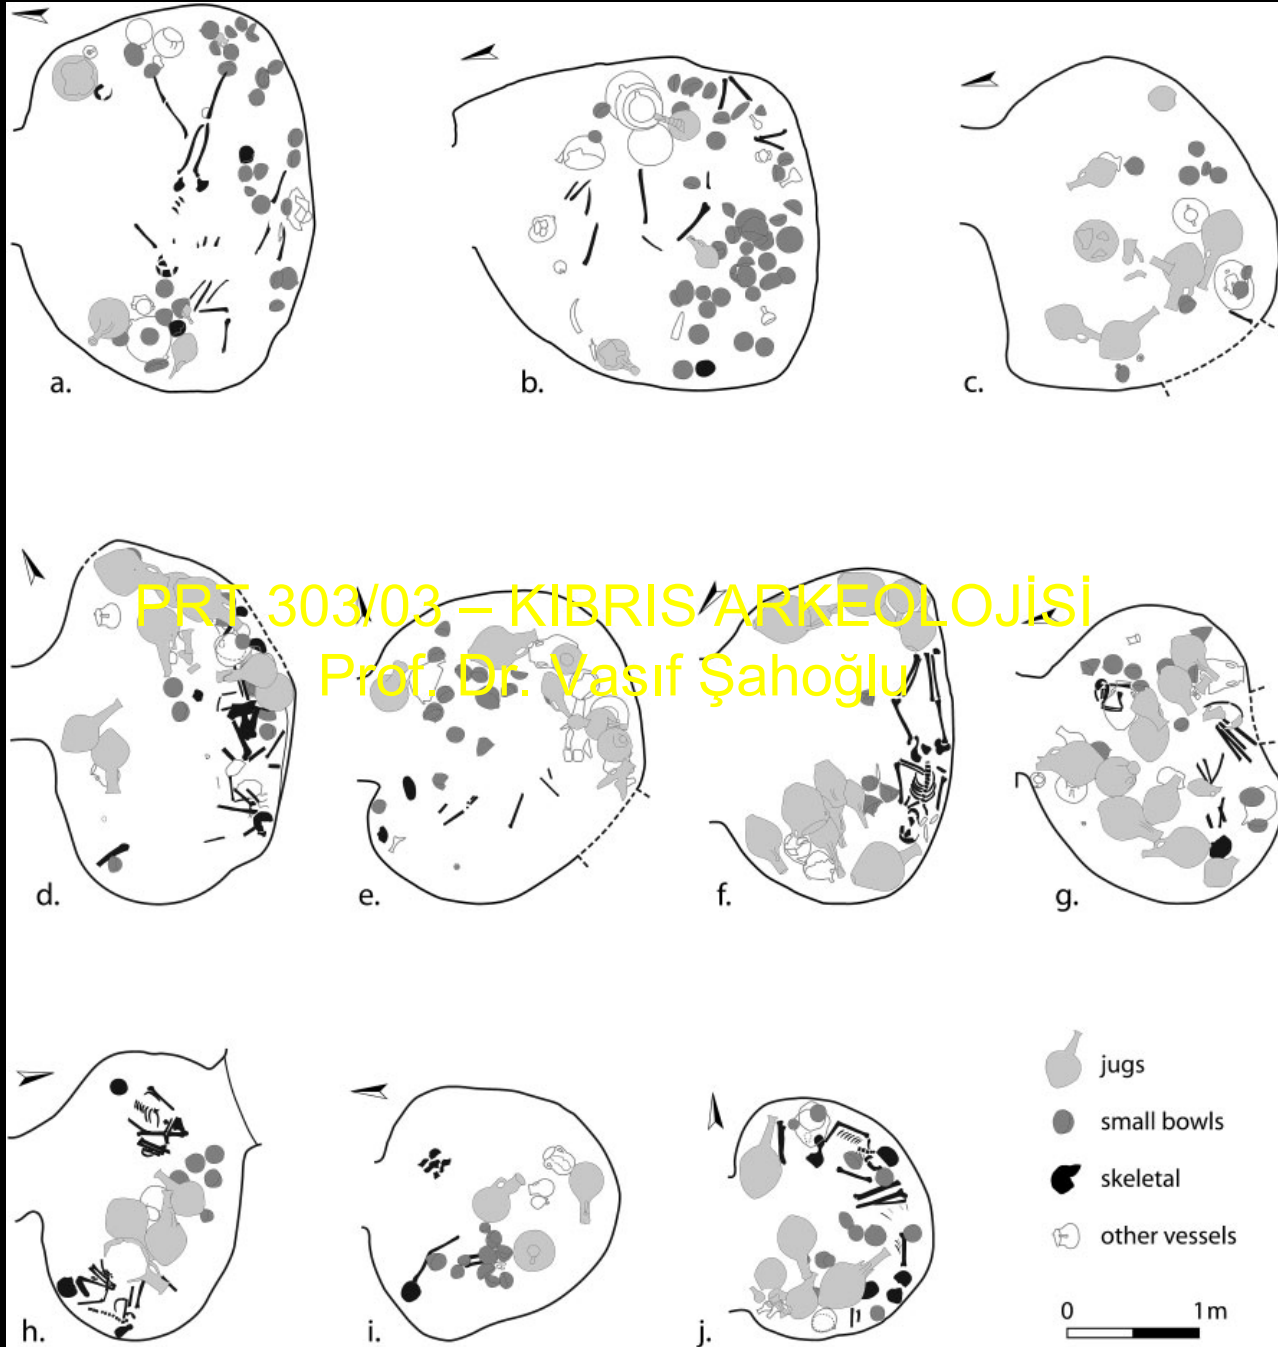 a.
b.
c.
PRT 303/03 – KIBRIS ARKEOLOJİSİ
Prof. Dr. Vasıf Şahoğlu
d.
e.
f.
g.
jugs
small bowls
skeletal
other vessels
0 1m
h.
i.
j.